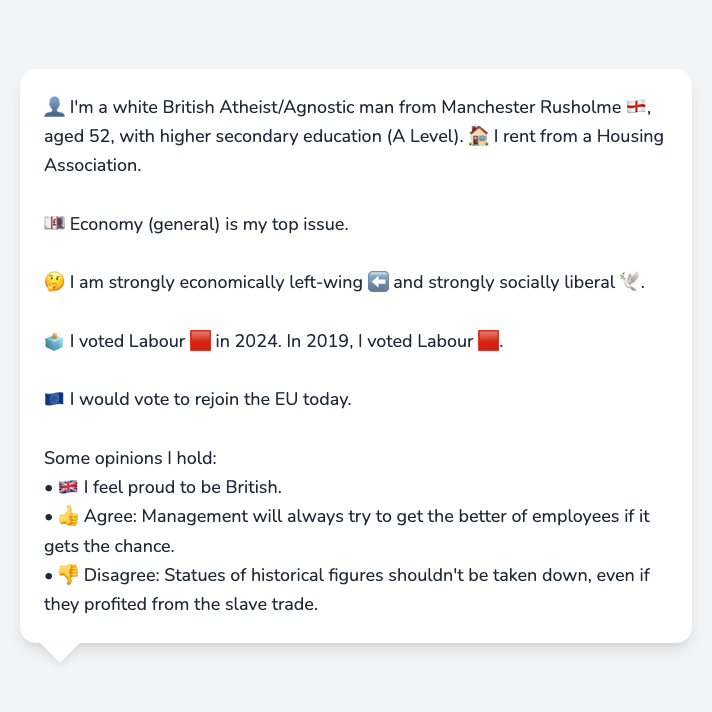 👤 I'm a white British Atheist/Agnostic man from Manchester Rusholme 🏴󠁧󠁢󠁥󠁮󠁧󠁿,
aged 52, with higher secondary education (A Level). 🏠 I rent from a Housing
Association.
💷 Economy (general) is my top issue.
🤔 I am strongly economically left-wing ⬅️ and strongly socially liberal 🕊️.
🗳️ I voted Labour 🟥 in 2024. In 2019, I voted Labour 🟥.
🇪🇺 I would vote to rejoin the EU today.
Some opinions I hold:
• 🇬🇧 I feel proud to be British.
• 👍 Agree: Management will always try to get the better of employees if it
gets the chance.
• 👎 Disagree: Statues of historical figures shouldn't be taken down, even if
they profited from the slave trade.